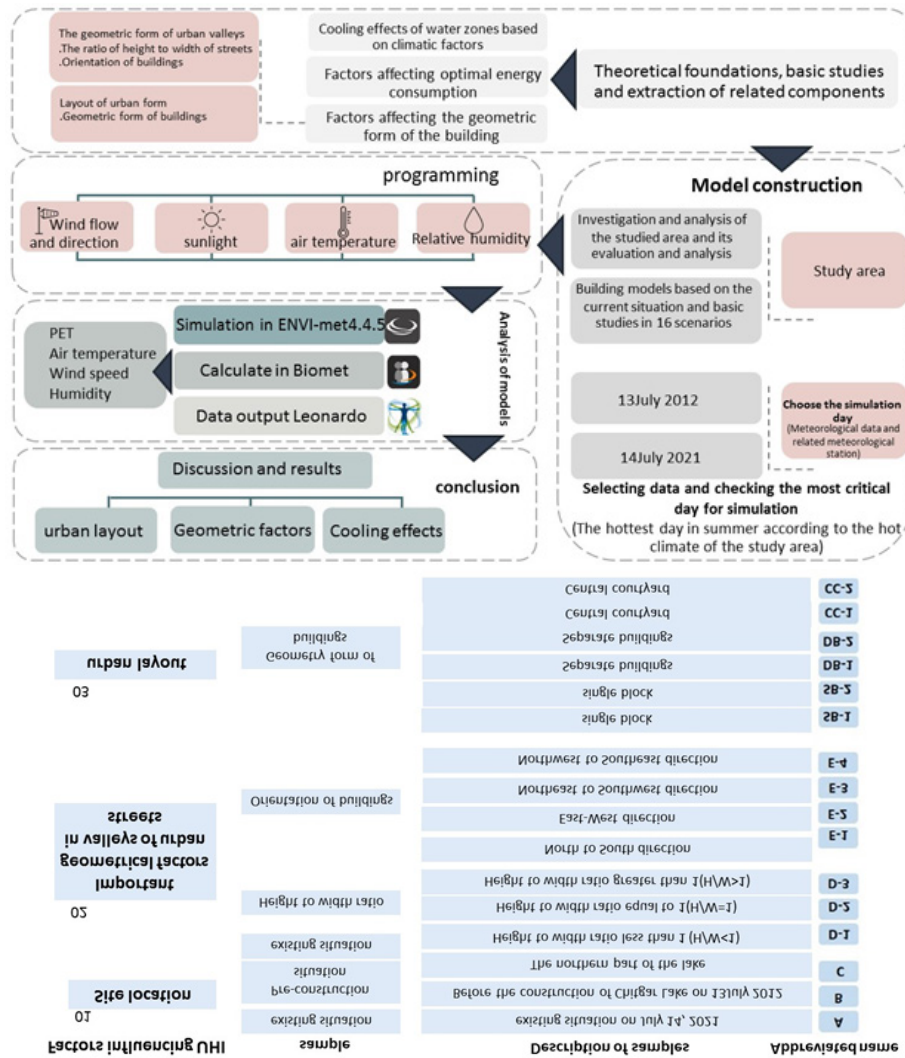 The geometric form of urban valleys
.The ratio of height to width of streets
.Orientation of buildings
Layout of urban form
.Geometric form of buildings
Cooling effects of water zones based
on climatic factors
Factors affecting optimal energy
consumption
Factors affecting the geometric
form of the building
Theoretical foundations, basic studies
and extraction of related components
programming
Wind flow
and direction
sunlight
air temperature
Relative humidity
Model construction
Investigation and analysis
of the studied area and its
evaluation and analysis
Building models based on the
current situation and basic
studies in 16 scenarios
Study area
13July 2012
14July 2021
Choose the simulation
day
(Meteorological data and
related meteorological
station)
Selecting data and checking the most critical
day for simulation
(The hottest day in summer according to the hot
climate of the study area)
PET
Air temperature
Wind speed
Humidity
Simulation in ENVI-met4.4.5
Calculate in Biomet
Data output Leonardo
Analysis of models
Discussion and results
conclusion
urban layout
Geometric factors
Cooling effects
Factors influencing UHI
sample
Description of samples
Abbreviated name
01
Site location
existing situation
existing situation on July 14, 2021
A
Pre-construction
situation
Before the construction of Chitgar Lake on 13July 2012
B
existing situation
The northern part of the lake
C
02
Important
geometrical factors
in valleys of urban
streets
Height to width ratio
Height to width ratio less than 1 (H/W<1)
D-1
Height to width ratio equal to 1(H/W=1)
D-2
Height to width ratio greater than 1(H/W>1)
D-3
Orientation of buildings
North to South direction
E-1
East-West direction
E-2
Northeast to Southwest direction
E-3
Northwest to Southeast direction
E-4
03
urban layout
Geometry form of
buildings
single block
SB-1
single block
SB-2
Separate buildings
DB-1
Separate buildings
DB-2
Central courtyard
CC-1
Central courtyard
CC-2